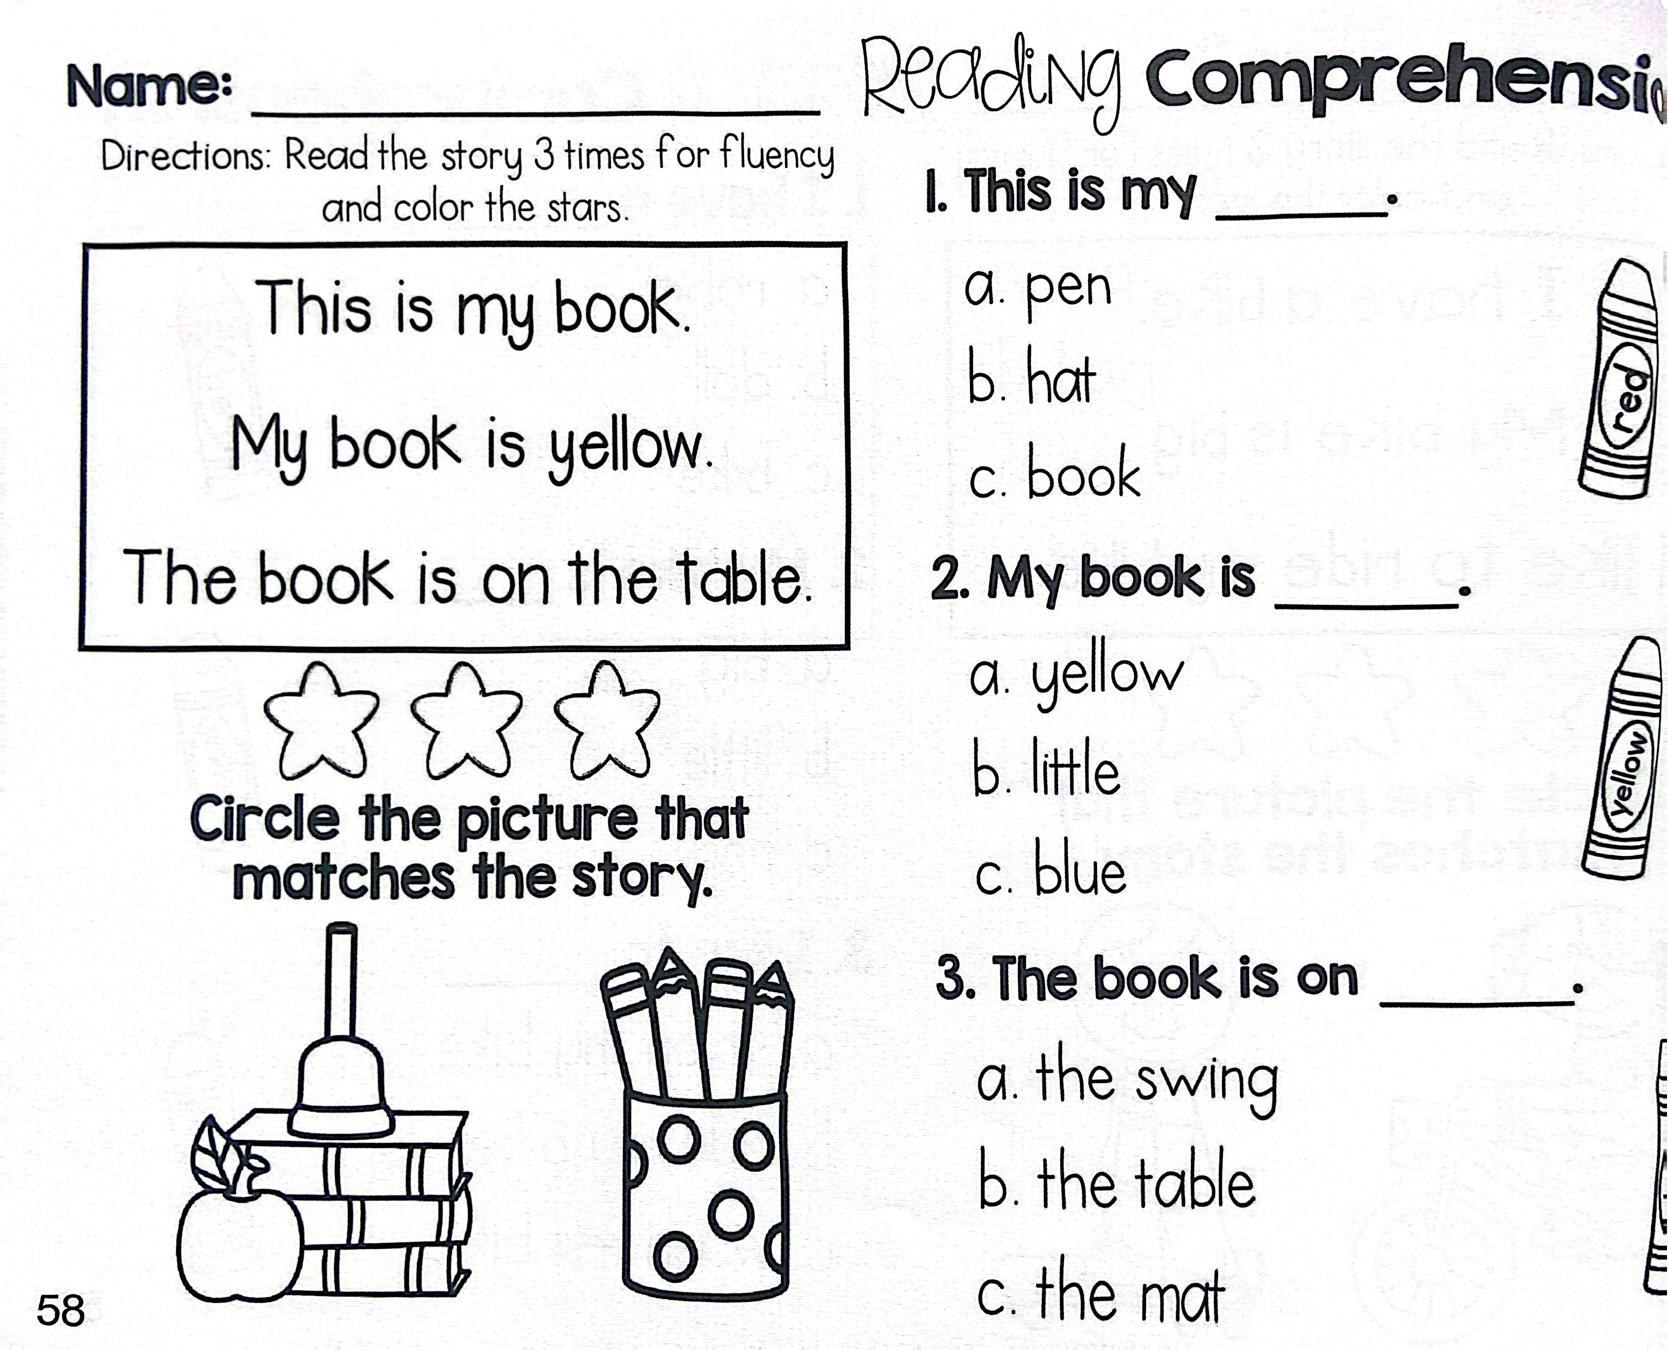 Name:
Directions: Read the story 3 times for fluency
and color the stars.
This is my book.
My book is yellow.
The book is on the table.
Circle the picture that
matches the story.
58
Reading Comprehensi
1. This is my ______.
a. pen
b. hat
c. book
red
2. My book is ______.
a. yellow
b. little
c. blue
yellow
3. The book is on ______.
a. the swing
b. the table
c. the mat